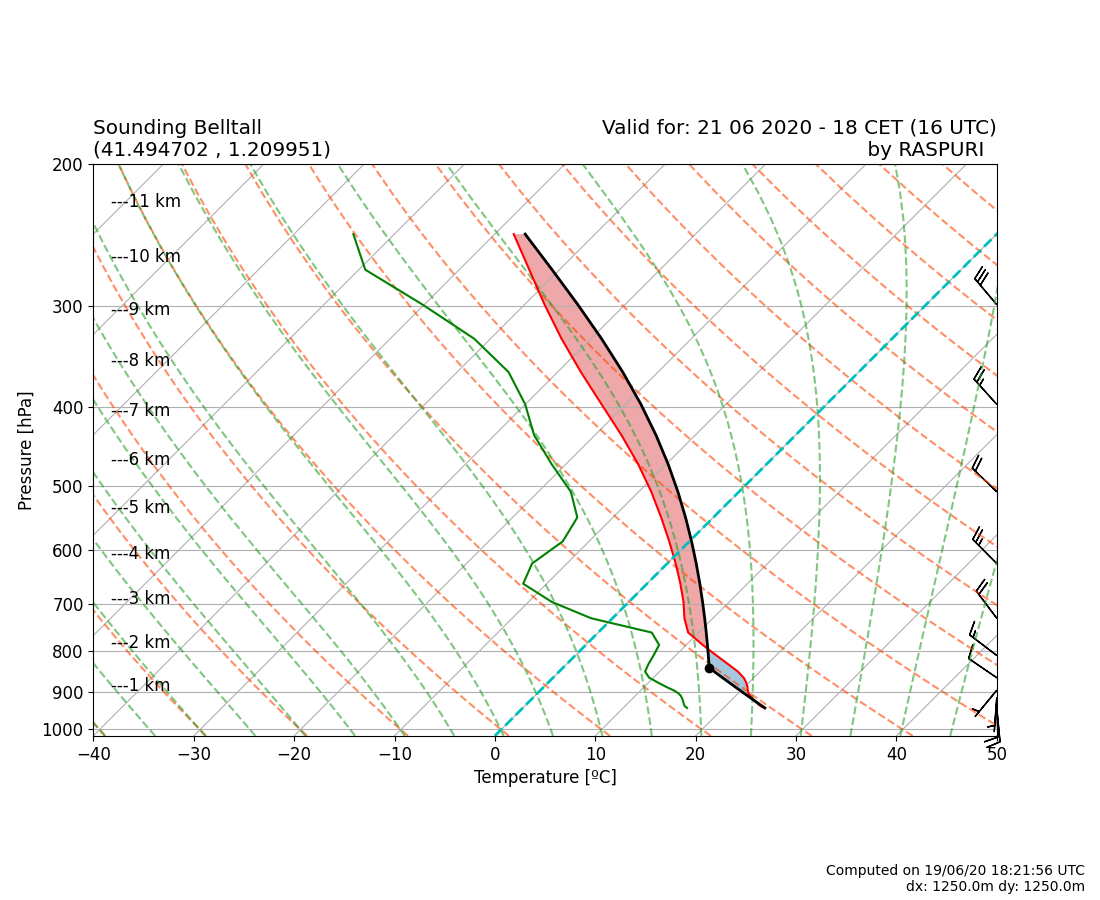 Sounding Belltall
(41.494702 , 1.209951)
Valid for: 21 06 2020 - 18 CET (16 UTC)
by RASPURI
200
300
400
500
600
700
800
900
1000
Pressure [hPa]
---11 km
---10 km
---9 km
---8 km
---7 km
---6 km
---5 km
---4 km
---3 km
---2 km
---1 km
−40 −30 −20 −10 0 10 20 30 40 50
Temperature [ºC]
Computed on 19/06/20 18:21:56 UTC
dx: 1250.0m dy: 1250.0m